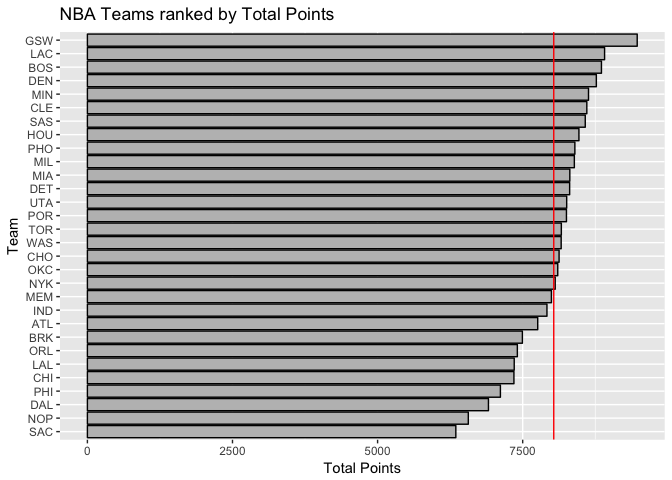 NBA Teams ranked by Total Points
GSW
LAC
BOS
DEN
MIN
CLE
SAS
HOU
PHO
MIL
MIA
DET
UTA
POR
TOR
WAS
CHO
OKC
NYK
MEM
IND
ATL
BRK
ORL
LAL
CHI
PHI
DAL
NOP
SAC
Team
0 2500 5000 7500
Total Points